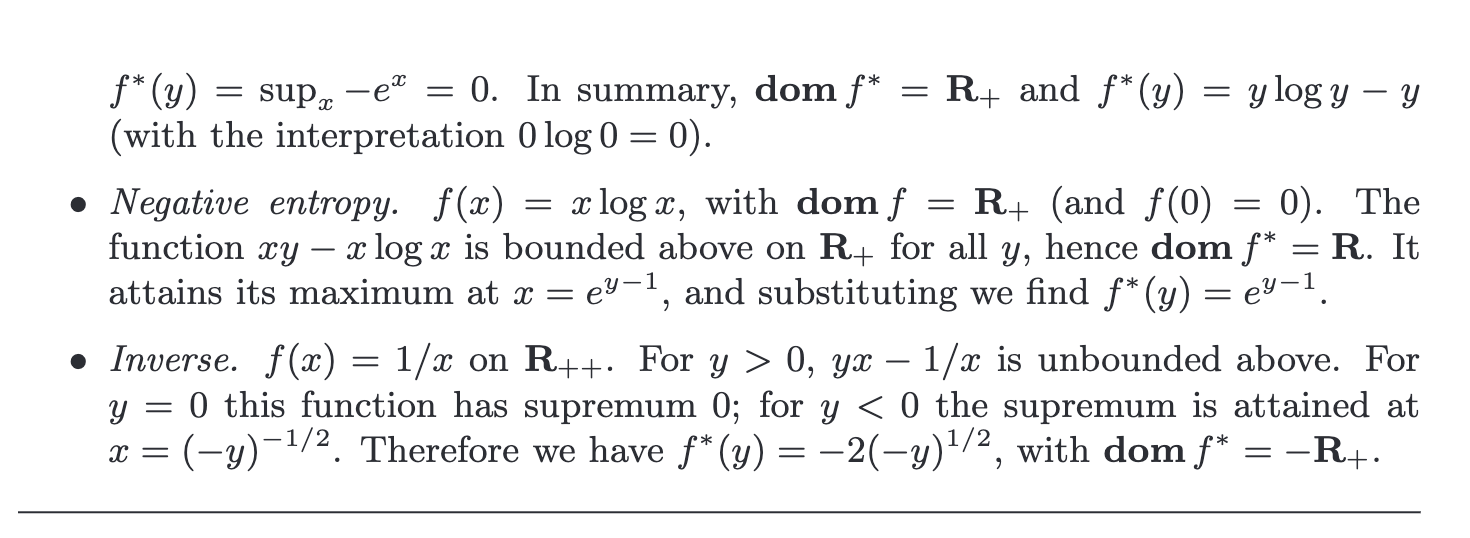 f*(y) = supₓ −eˣ = 0. In summary, dom f* = R₊ and f*(y) = y log y − y
(with the interpretation 0 log 0 = 0).
• Negative entropy. f(x) = x log x, with dom f = R₊ (and f(0) = 0). The
function xy − x log x is bounded above on R₊ for all y, hence dom f* = R. It
attains its maximum at x = e^{y−1}, and substituting we find f*(y) = e^{y−1}.
• Inverse. f(x) = 1/x on R₊₊. For y > 0, yx − 1/x is unbounded above. For
y = 0 this function has supremum 0; for y < 0 the supremum is attained at
x = (−y)^{−1/2}. Therefore we have f*(y) = −2(−y)^{1/2}, with dom f* = −R₊.